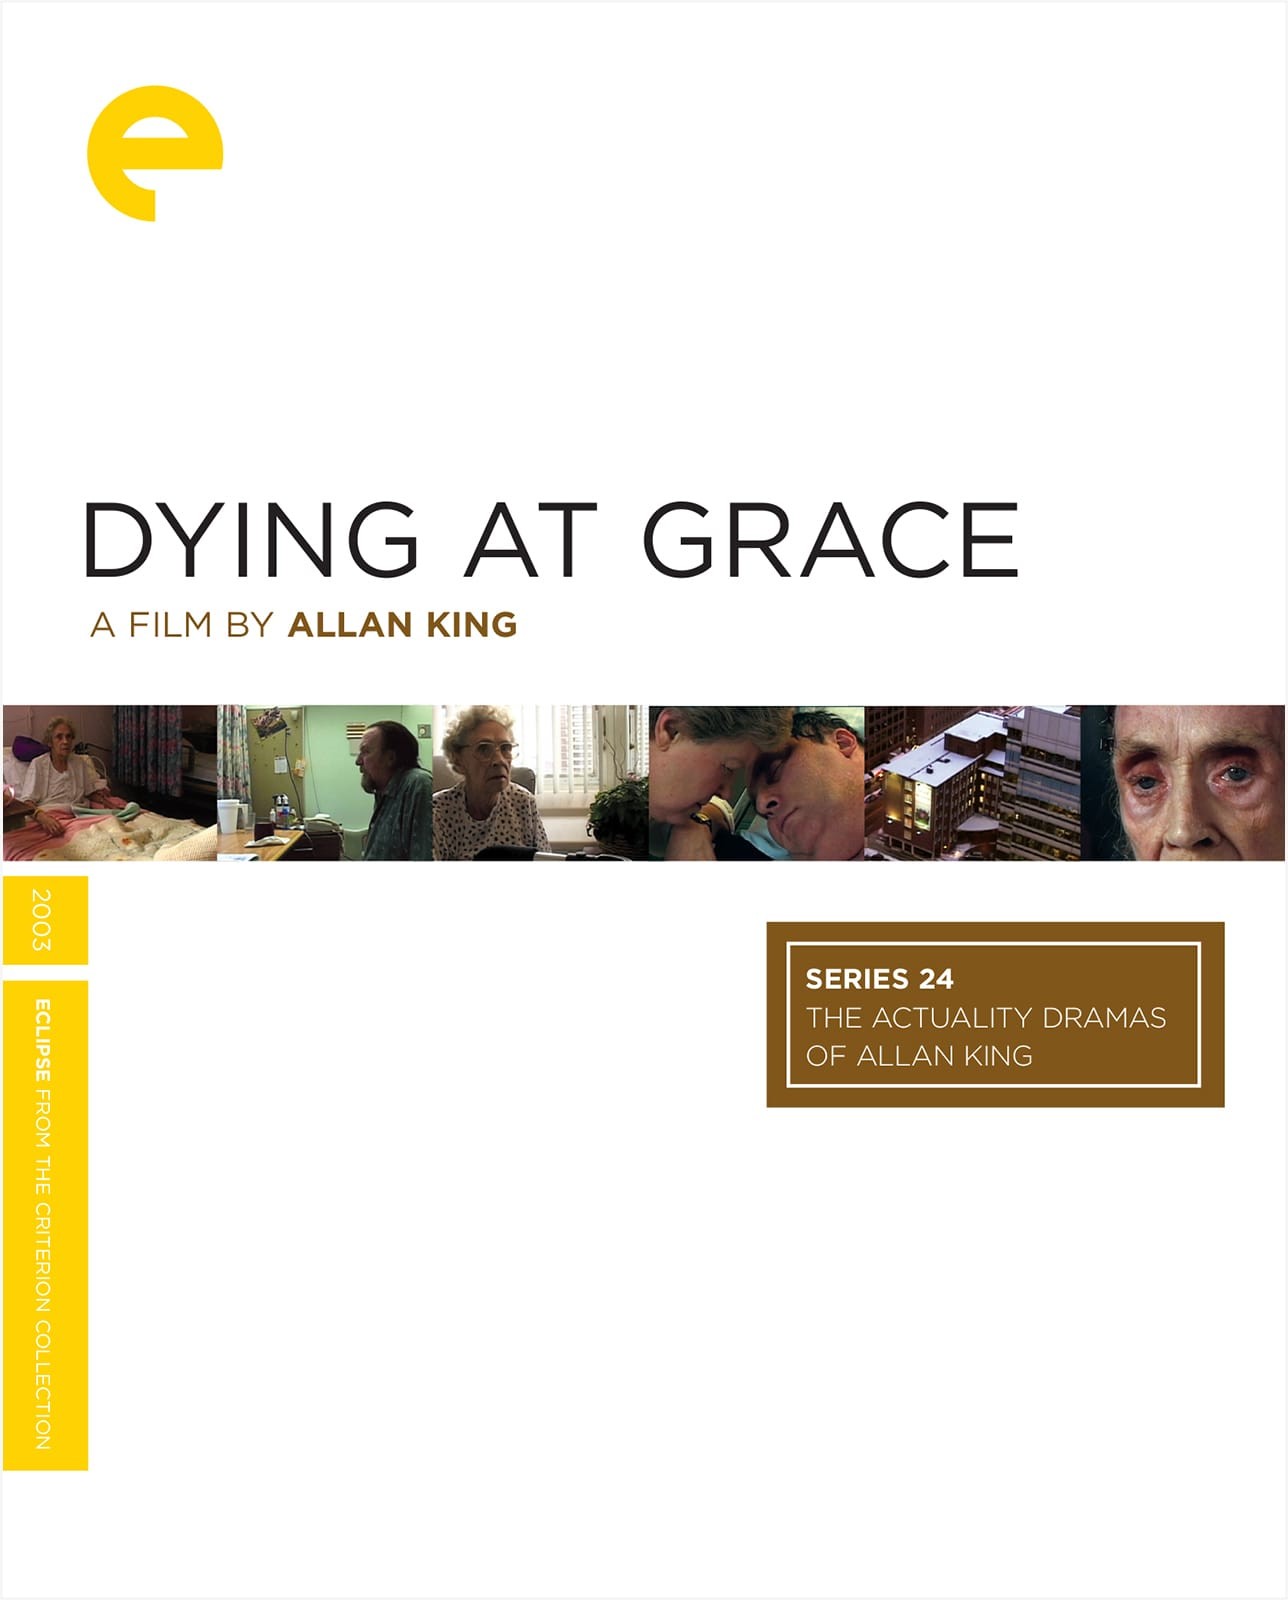 e
DYING AT GRACE
A FILM BY ALLAN KING
2003
ECLIPSE FROM THE CRITERION COLLECTION
SERIES 24
THE ACTUALITY DRAMAS
OF ALLAN KING